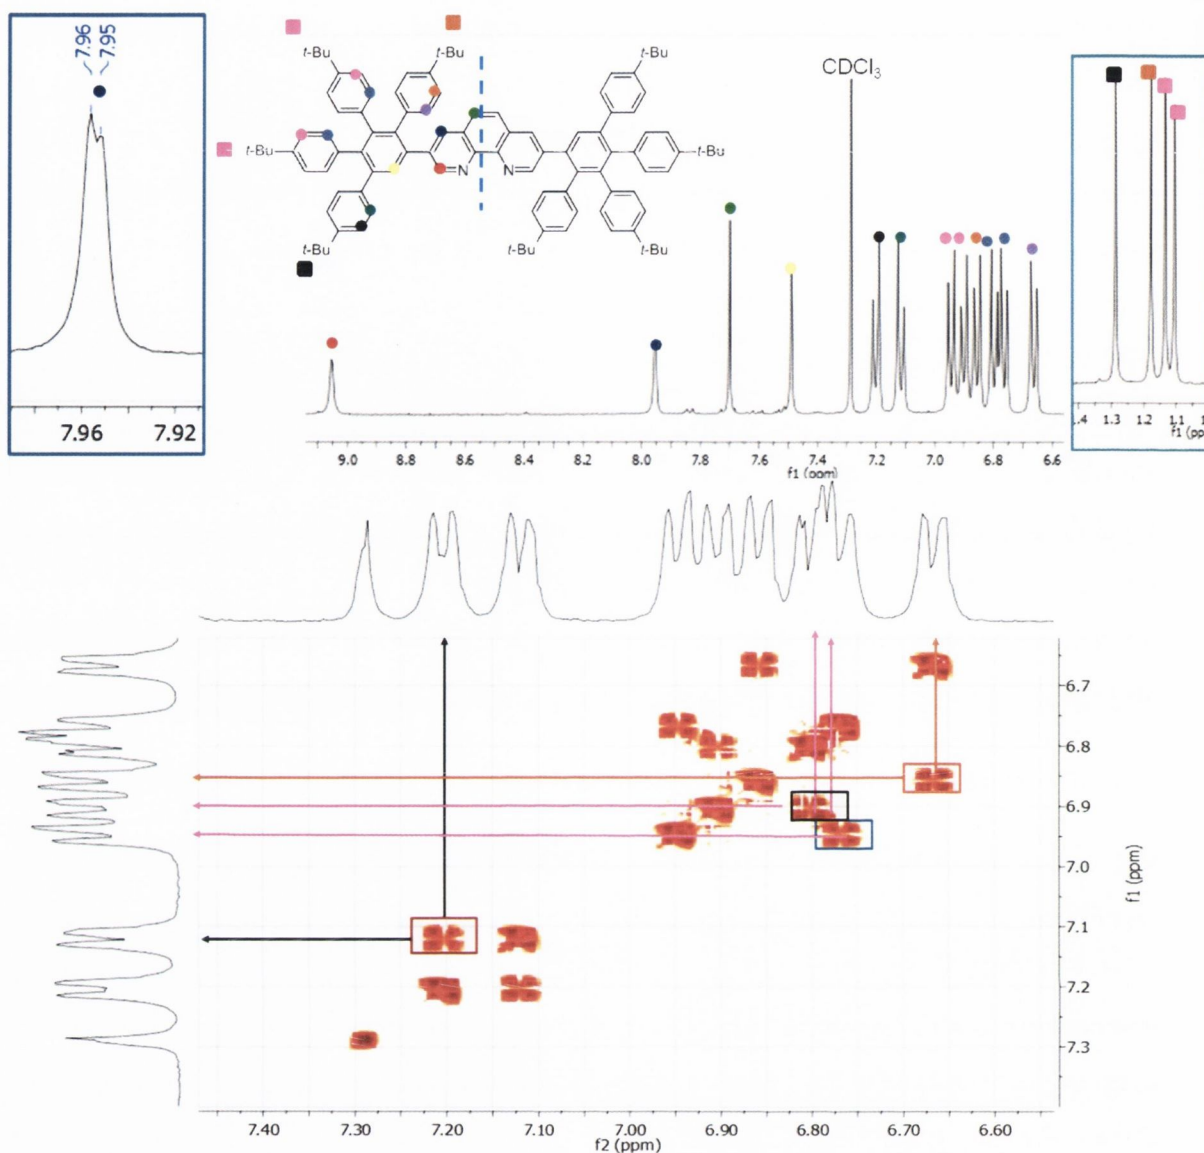 7.96
7.95
7.96 7.92
t-Bu t-Bu t-Bu
t-Bu t-Bu
N N
t-Bu t-Bu t-Bu
CDCl3
9.0 8.8 8.6 8.4 8.2 8.0 7.8 7.6 7.4 7.2 7.0 6.8 6.6
f1 (ppm)
1.3 1.2 1.1
7.40 7.30 7.20 7.10 7.00 6.90 6.80 6.70 6.60
f2 (ppm)
6.7
6.8
6.9
7.0
7.1
7.2
7.3
f1 (ppm)